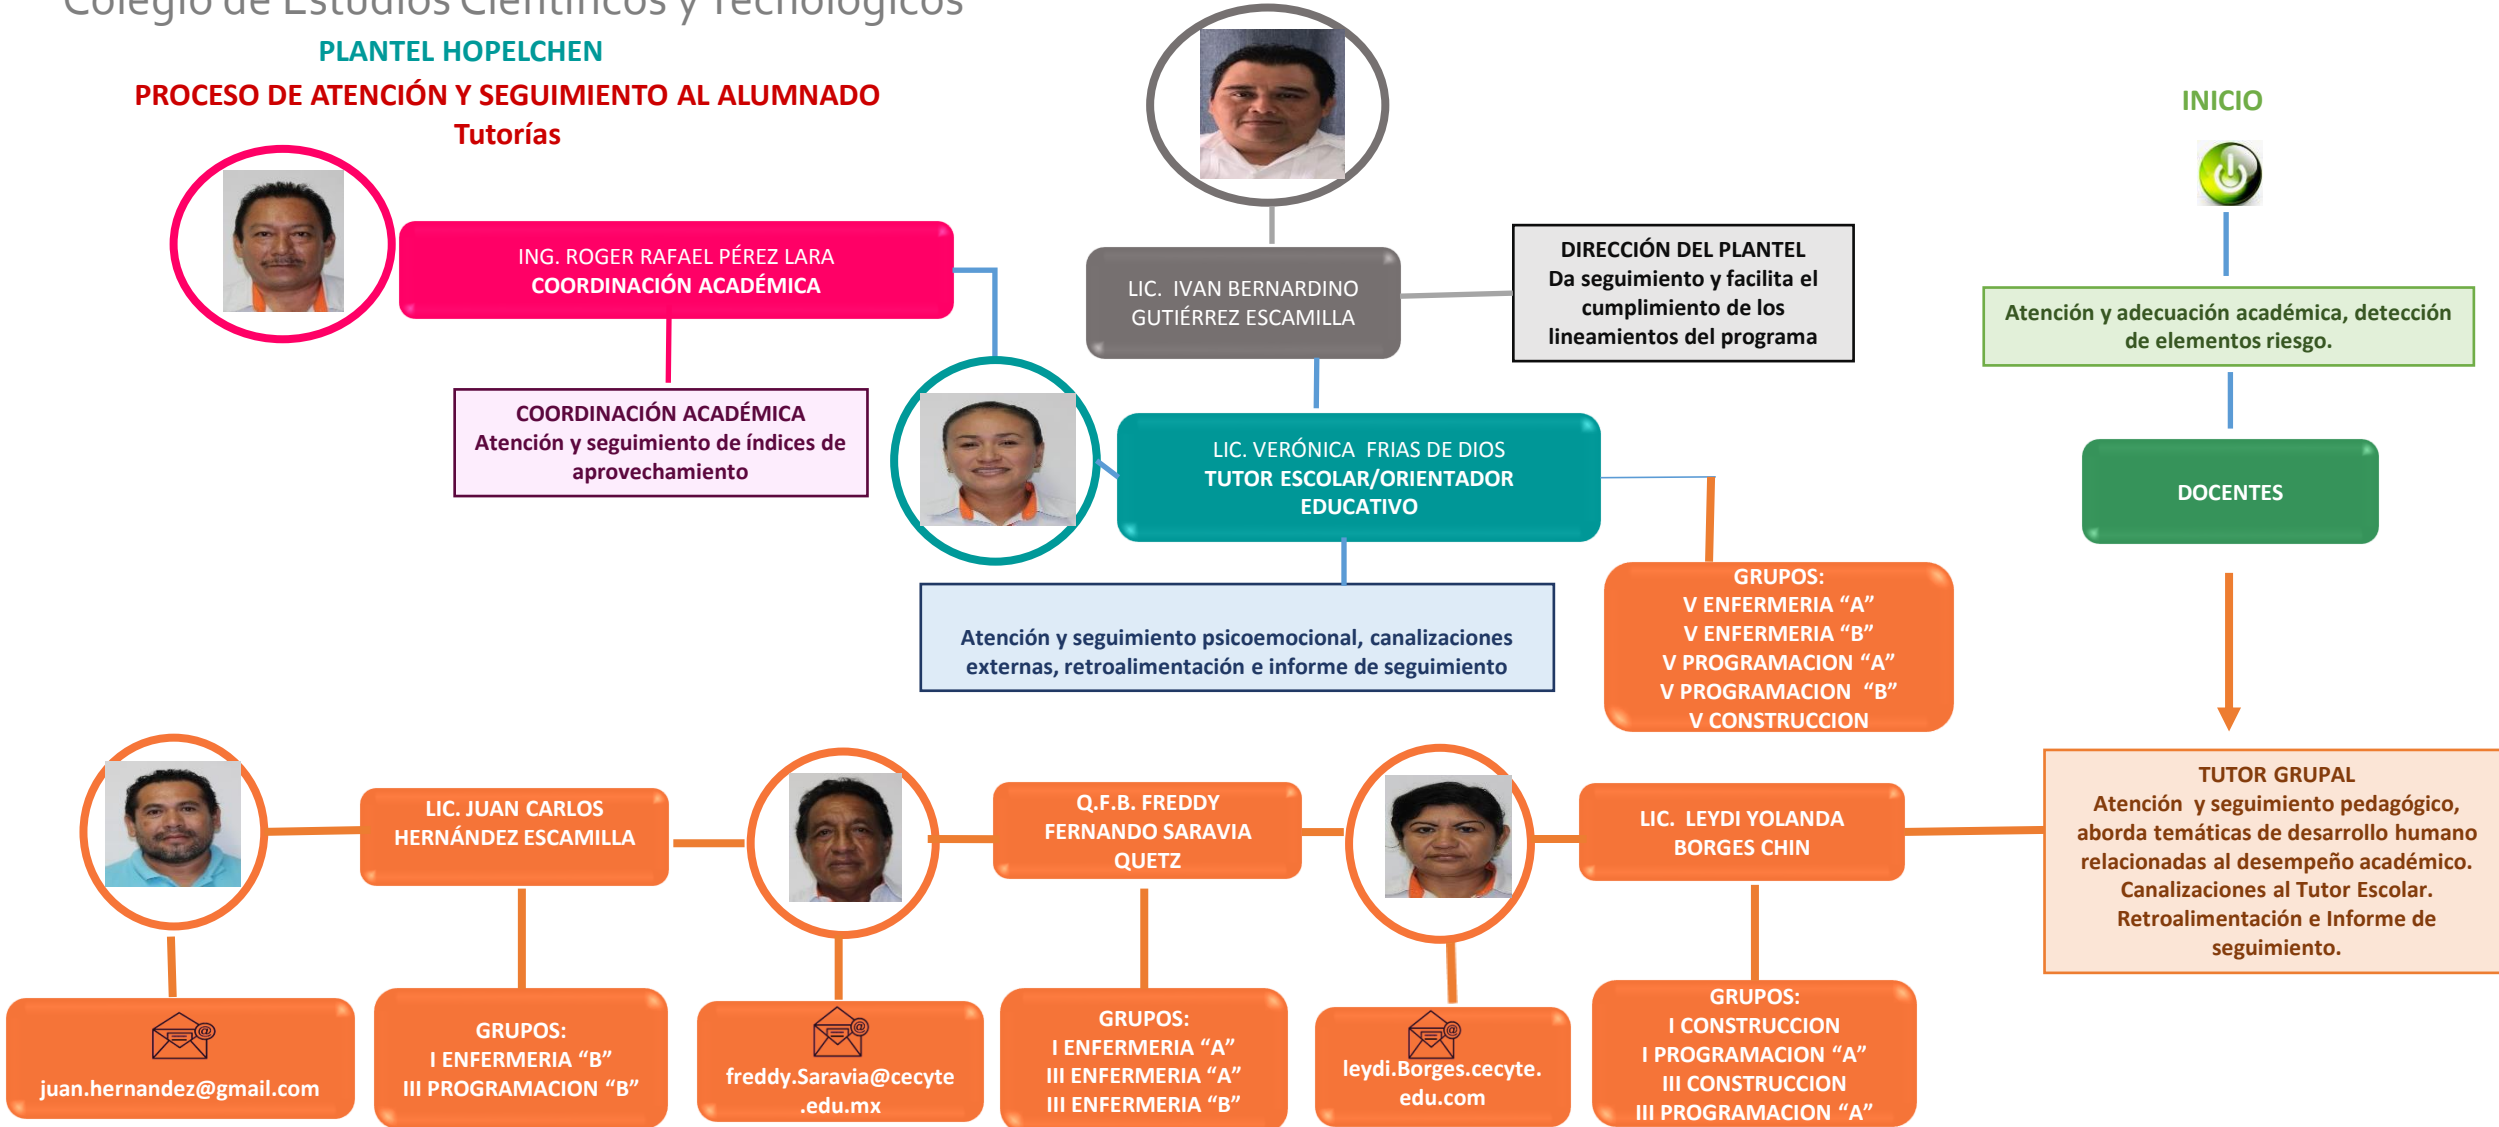 Colegio de Estudios Científicos y Tecnológicos
PLANTEL HOPELCHEN
PROCESO DE ATENCIÓN Y SEGUIMIENTO AL ALUMNADO
Tutorías
INICIO
ING. ROGER RAFAEL PÉREZ LARA
COORDINACIÓN ACADÉMICA
LIC. IVAN BERNARDINO
GUTIÉRREZ ESCAMILLA
DIRECCIÓN DEL PLANTEL
Da seguimiento y facilita el
cumplimiento de los
lineamientos del programa
Atención y adecuación académica, detección
de elementos riesgo.
COORDINACIÓN ACADÉMICA
Atención y seguimiento de índices de
aprovechamiento
LIC. VERÓNICA FRIAS DE DIOS
TUTOR ESCOLAR/ORIENTADOR
EDUCATIVO
DOCENTES
Atención y seguimiento psicoemocional, canalizaciones
externas, retroalimentación e informe de seguimiento
GRUPOS:
V ENFERMERIA “A”
V ENFERMERIA “B”
V PROGRAMACION “A”
V PROGRAMACION “B”
V CONSTRUCCION
LIC. JUAN CARLOS
HERNÁNDEZ ESCAMILLA
Q.F.B. FREDDY
FERNANDO SARAVIA
QUETZ
LIC. LEYDI YOLANDA
BORGES CHIN
TUTOR GRUPAL
Atención y seguimiento pedagógico,
aborda temáticas de desarrollo humano
relacionadas al desempeño académico.
Canalizaciones al Tutor Escolar.
Retroalimentación e Informe de
seguimiento.
juan.hernandez@gmail.com
GRUPOS:
I ENFERMERIA “B”
III PROGRAMACION “B”
freddy.Saravia@cecyte
.edu.mx
GRUPOS:
I ENFERMERIA “A”
III ENFERMERIA “A”
III ENFERMERIA “B”
leydi.Borges.cecyte.
edu.com
GRUPOS:
I CONSTRUCCION
I PROGRAMACION “A”
III CONSTRUCCION
III PROGRAMACION “A”